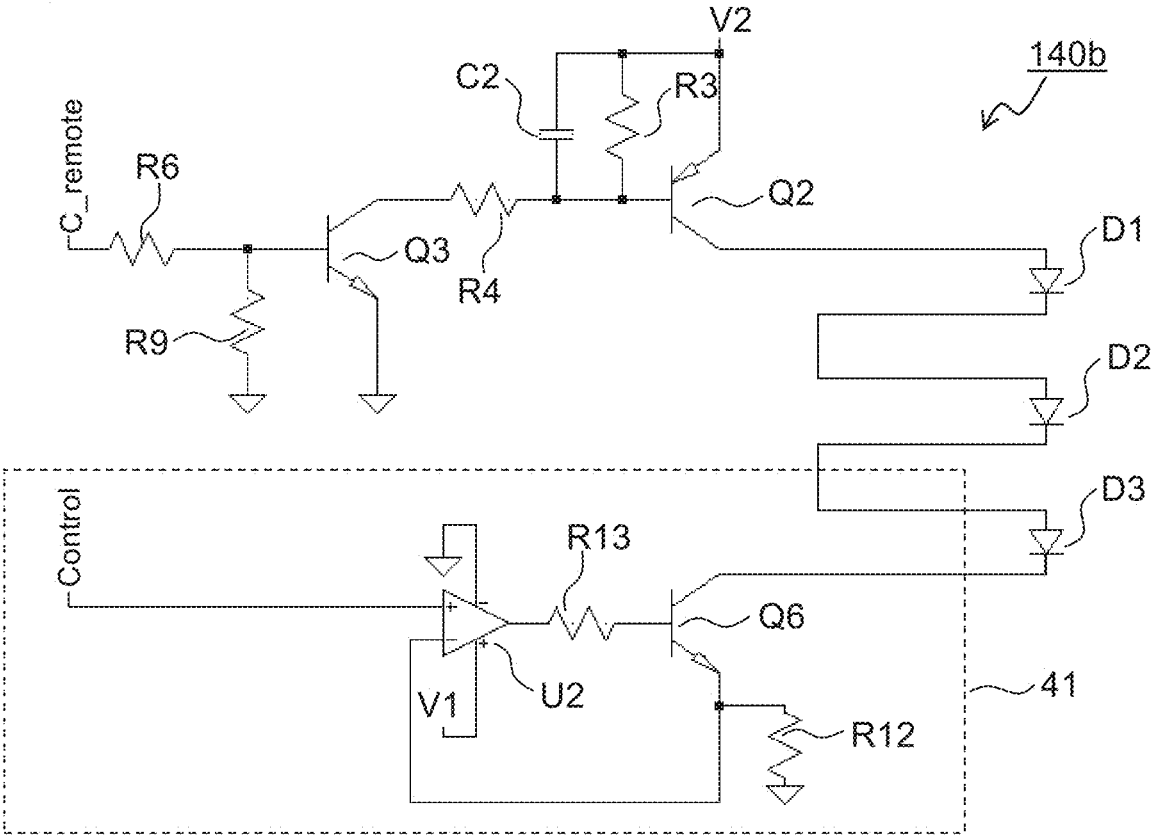 V2
140b
C2
R3
C_remote
R6
Q2
Q3
D1
R4
R9
D2
Control
D3
R13
+
−
−
+
Q6
U2
V1
41
R12